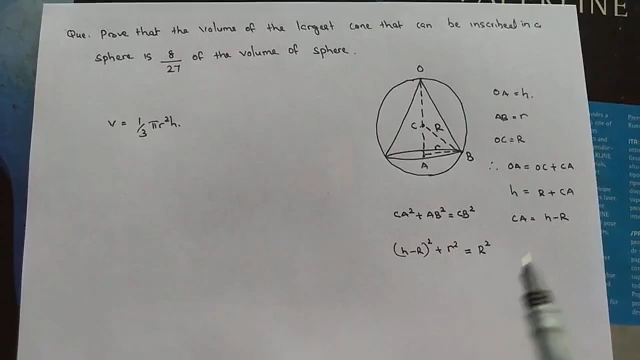 Que. Prove that the volume of the largest cone that can be inscribed in a
sphere is 8/27 of the volume of sphere.
V = 1/3 πr²h.
O
C
R
r
A
B
OA = h.
AB = r
OC = R
∴ OA = OC + CA
h = R + CA
CA = h-R
CA² + AB² = CB²
(h-R)² + r² = R²